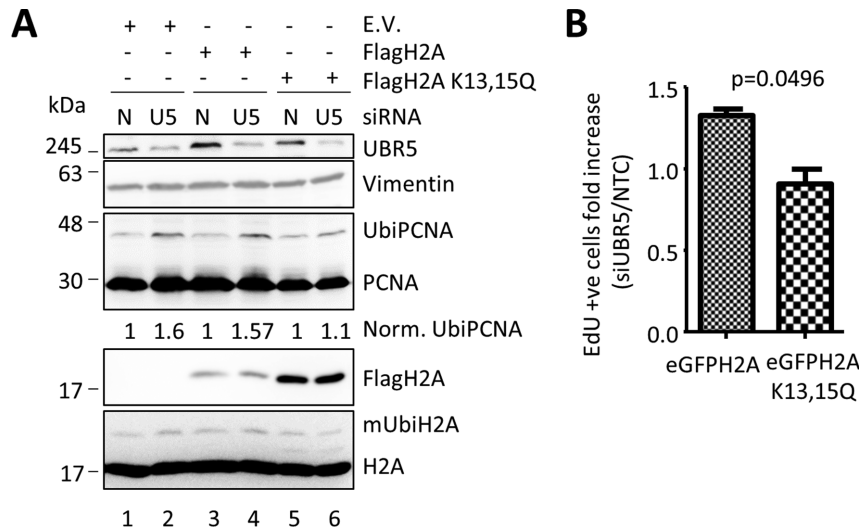 A
+ + - - - - E.V.
- - + + - - FlagH2A
- - - - + + FlagH2A K13,15Q
kDa
N U5 N U5 N U5 siRNA
245 UBR5
63
Vimentin
48
UbiPCNA
30 PCNA
1 1.6 1 1.57 1 1.1 Norm. UbiPCNA
FlagH2A
17
mUbiH2A
17 H2A
1 2 3 4 5 6
B
p=0.0496
EdU +ve cells fold increase
(siUBR5/NTC)
1.5
1.0
0.5
0.0
eGFPH2A eGFPH2A
K13,15Q